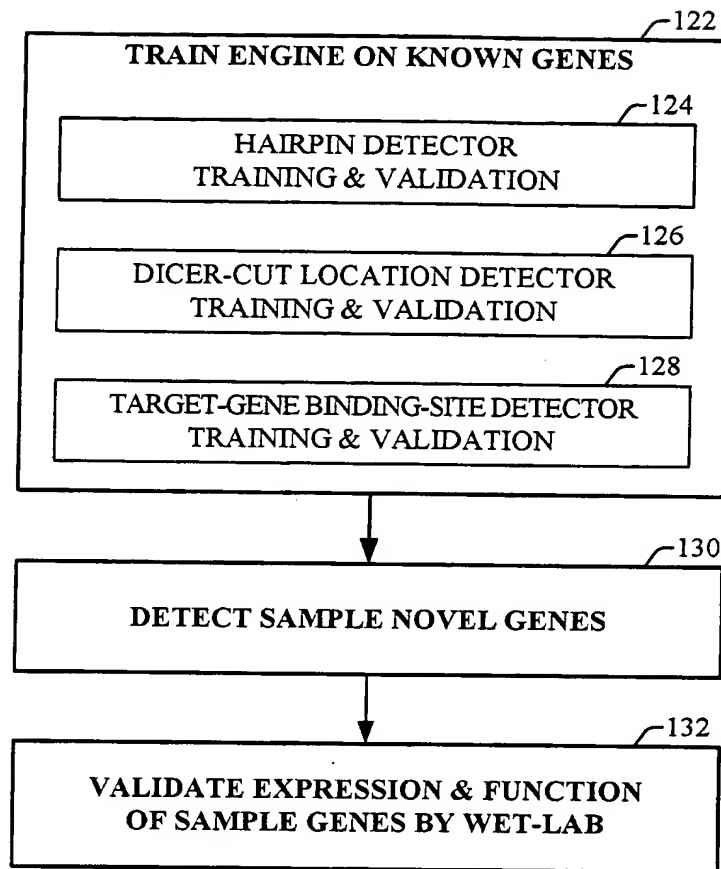 122
TRAIN ENGINE ON KNOWN GENES
124
HAIRPIN DETECTOR
TRAINING & VALIDATION
126
DICER-CUT LOCATION DETECTOR
TRAINING & VALIDATION
128
TARGET-GENE BINDING-SITE DETECTOR
TRAINING & VALIDATION
130
DETECT SAMPLE NOVEL GENES
132
VALIDATE EXPRESSION & FUNCTION
OF SAMPLE GENES BY WET-LAB